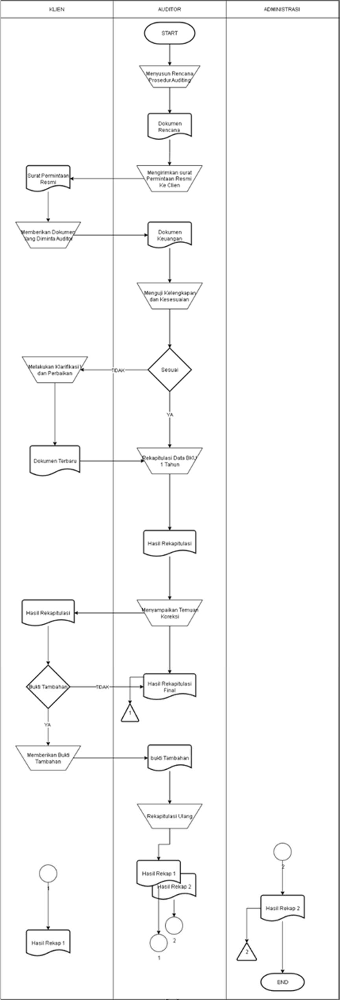 KLIEN
AUDITOR
ADMINISTRASI
START
Menyusun Rencana
Prosedur Auditing
Dokumen
Rencana
Surat Permintaan
Resmi
Mengirimkan surat
Permintaan Resmi
Ke Clien
Memberikan Dokumen
Yang Diminta Auditor
Dokumen
Keuangan
Menguji Kelengkapan
dan Kesesuaian
Melakukan Klarifikasi
dan Perbaikan
TIDAK
Sesuai
YA
Dokumen Terbaru
Rekapitulasi Data BKU
1 Tahun
Hasil Rekapitulasi
Hasil Rekapitulasi
Menyampaikan Temuan
Koreksi
Bukti Tambahan
TIDAK
Hasil Rekapitulasi
Final
1
YA
Memberikan Bukti
Tambahan
bukti Tambahan
Rekapitulasi Ulang
2
1
Hasil Rekap 1
Hasil Rekap 2
Hasil Rekap 2
2
1
Hasil Rekap 1
2
END